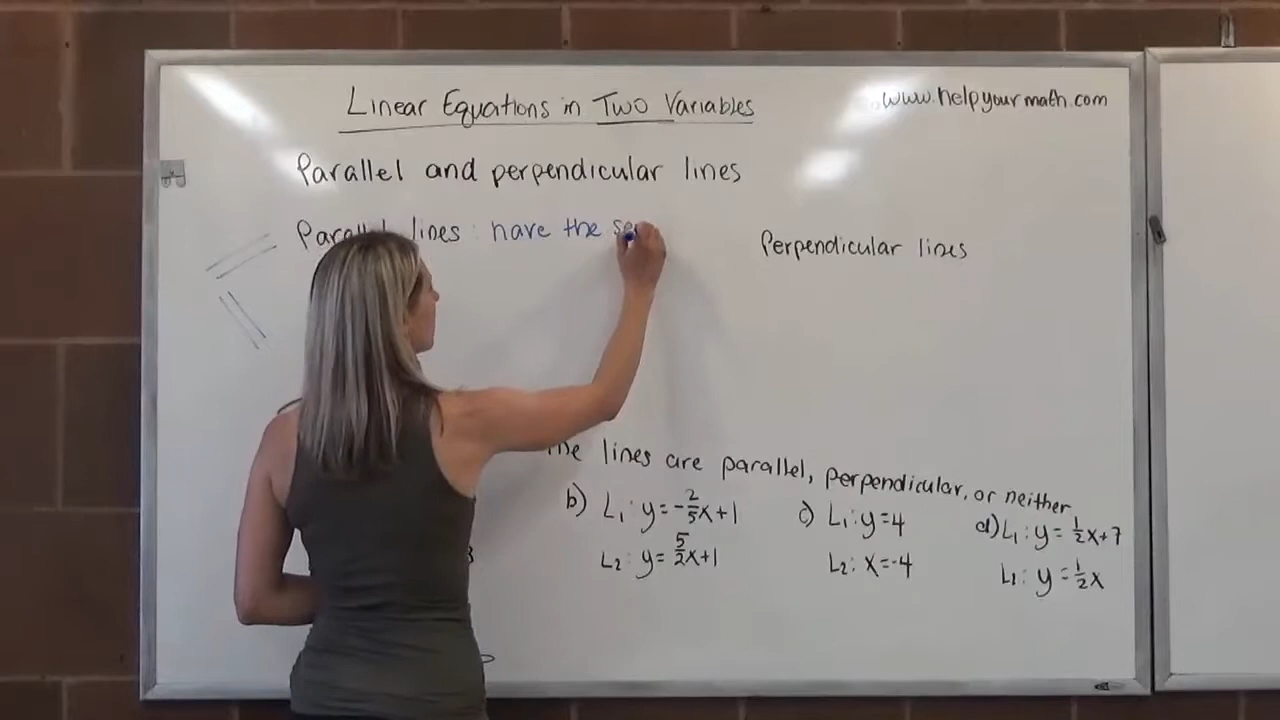 Linear Equations in Two Variables
www.helpyourmath.com
Parallel and perpendicular lines
lines : have the
Perpendicular lines
lines are parallel, perpendicular, or neither
b) L₁: y=-2/5x+1
L₂: y=5/2x+1
c) L₁: y=4
L₂: x=-4
d) L₁: y=1/2x+7
y=1/2x